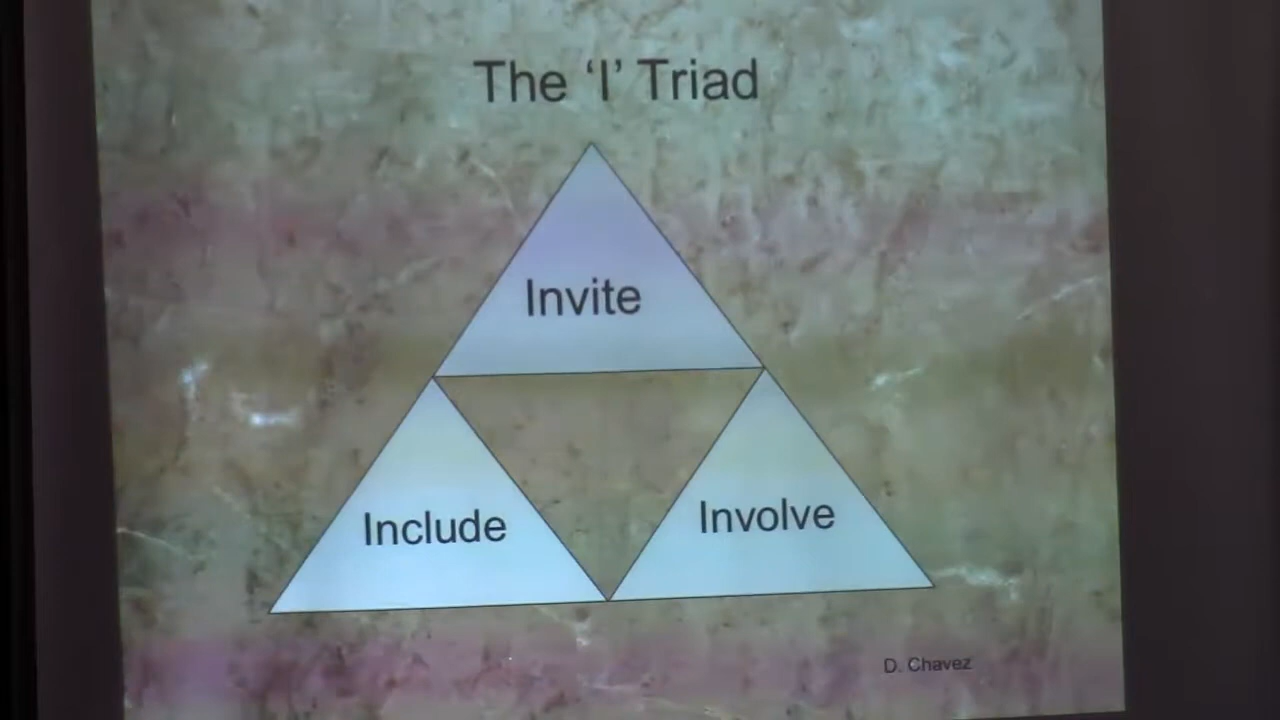 The ‘I’ Triad
Invite
Include
Involve
D. Chavez